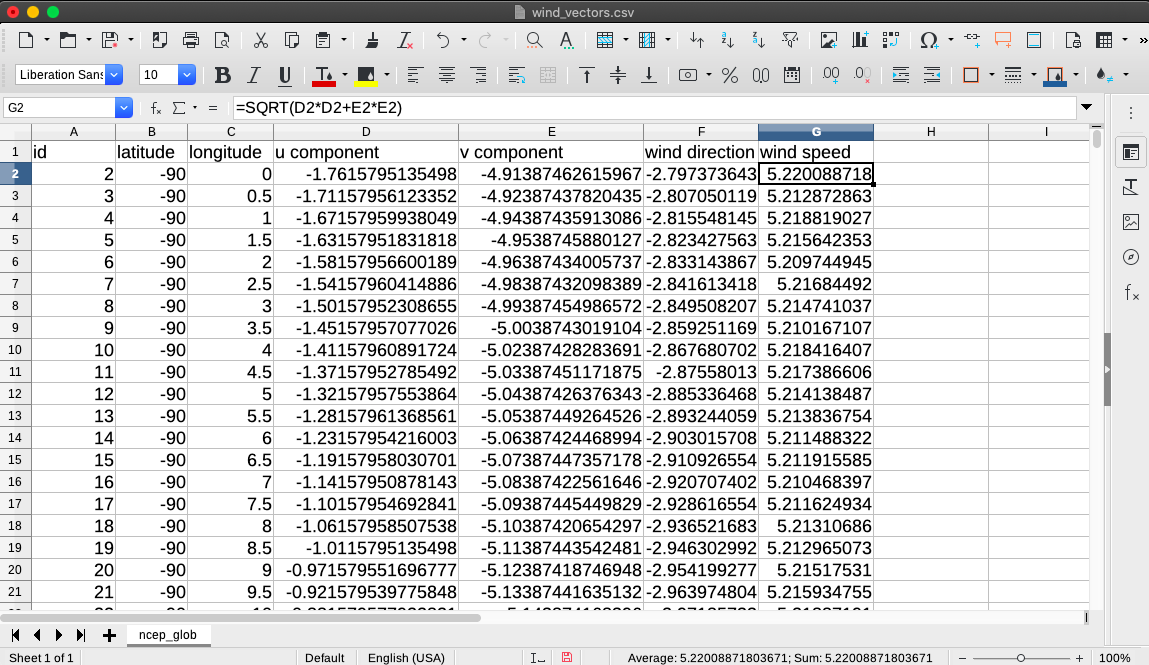 wind_vectors.csv
Liberation Sans 10
G2 =SQRT(D2*D2+E2*E2)
A B C D E F G H I
1 id latitude longitude u component v component wind direction wind speed
2 2 -90 0 -1.7615795135498 -4.91387462615967 -2.797373643 5.220088718
3 3 -90 0.5 -1.71157956123352 -4.92387437820435 -2.807050119 5.212872863
4 4 -90 1 -1.67157959938049 -4.94387435913086 -2.815548145 5.218819027
5 5 -90 1.5 -1.63157951831818 -4.9538745880127 -2.823427563 5.215642353
6 6 -90 2 -1.58157956600189 -4.96387434005737 -2.833143867 5.209744945
7 7 -90 2.5 -1.54157960414886 -4.98387432098389 -2.841613418 5.21684492
8 8 -90 3 -1.50157952308655 -4.99387454986572 -2.849508207 5.214741037
9 9 -90 3.5 -1.45157957077026 -5.0038743019104 -2.859251169 5.210167107
10 10 -90 4 -1.41157960891724 -5.02387428283691 -2.867680702 5.218416407
11 11 -90 4.5 -1.37157952785492 -5.03387451171875 -2.87558013 5.217386606
12 12 -90 5 -1.32157957553864 -5.04387426376343 -2.885336468 5.214138487
13 13 -90 5.5 -1.28157961368561 -5.05387449264526 -2.893244059 5.213836754
14 14 -90 6 -1.23157954216003 -5.06387424468994 -2.903015708 5.211488322
15 15 -90 6.5 -1.19157958030701 -5.07387447357178 -2.910926554 5.211915585
16 16 -90 7 -1.14157950878143 -5.08387422561646 -2.920707402 5.210468397
17 17 -90 7.5 -1.10157954692841 -5.09387445449829 -2.928616554 5.211624934
18 18 -90 8 -1.06157958507538 -5.10387420654297 -2.936521683 5.21310686
19 19 -90 8.5 -1.0115795135498 -5.11387443542481 -2.946302992 5.212965073
20 20 -90 9 -0.971579551696777 -5.12387418746948 -2.954199277 5.21517531
21 21 -90 9.5 -0.921579539775848 -5.13387441635132 -2.963974804 5.215934755
ncep_glob
Sheet 1 of 1 Default English (USA) Average: 5.22008871803671; Sum: 5.22008871803671 100%